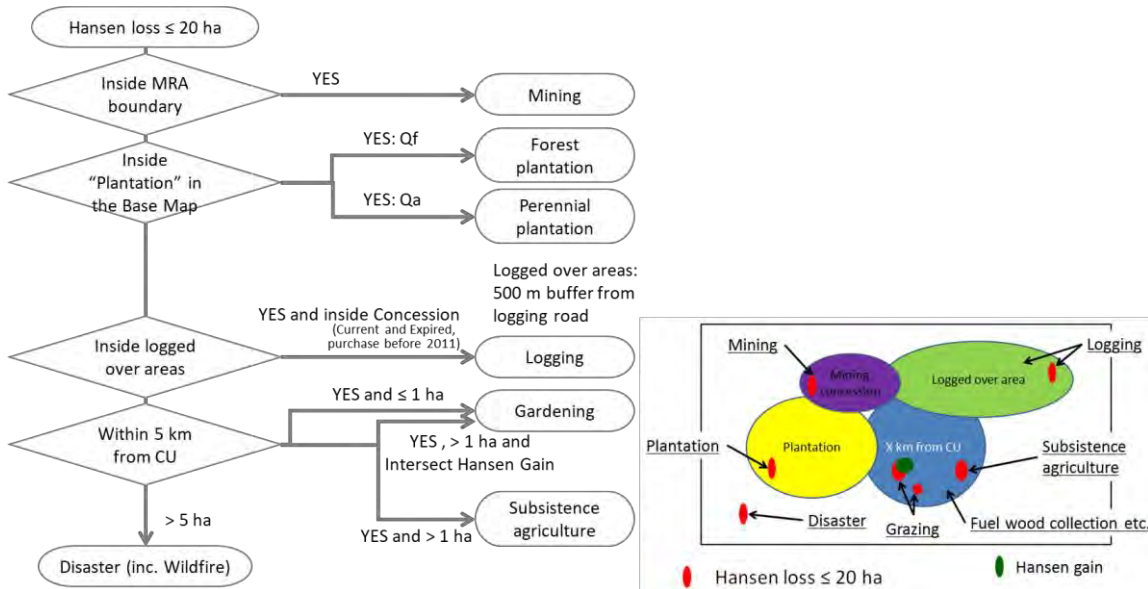 Hansen loss ≤ 20 ha
Inside MRA
boundary
YES
Mining
Inside
“Plantation” in
the Base Map
YES: Qf
Forest
plantation
YES: Qa
Perennial
plantation
Logged over areas:
500 m buffer from
logging road
YES and inside Concession
(Current and Expired,
purchase before 2011)
Inside logged
over areas
Logging
YES and ≤ 1 ha
Gardening
Within 5 km
from CU
YES , > 1 ha and
Intersect Hansen Gain
Subsistence
agriculture
YES and > 1 ha
> 5 ha
Disaster (inc. Wildfire)
Mining
Logging
Mining
concession
Logged over area
Plantation
Plantation
X km from CU
Subsistence
agriculture
Disaster
Grazing
Fuel wood collection etc.
Hansen loss ≤ 20 ha
Hansen gain